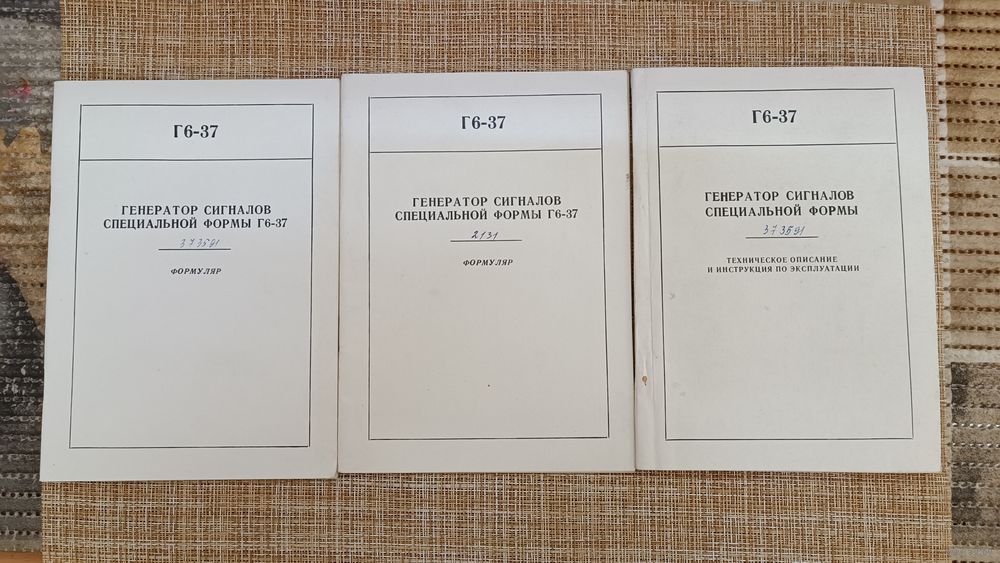 Г6-37
ГЕНЕРАТОР СИГНАЛОВ
СПЕЦИАЛЬНОЙ ФОРМЫ Г6-37
373591
ФОРМУЛЯР
Г6-37
ГЕНЕРАТОР СИГНАЛОВ
СПЕЦИАЛЬНОЙ ФОРМЫ Г6-37
2131
ФОРМУЛЯР
Г6-37
ГЕНЕРАТОР СИГНАЛОВ
СПЕЦИАЛЬНОЙ ФОРМЫ
373591
ТЕХНИЧЕСКОЕ ОПИСАНИЕ
И ИНСТРУКЦИЯ ПО ЭКСПЛУАТАЦИИ